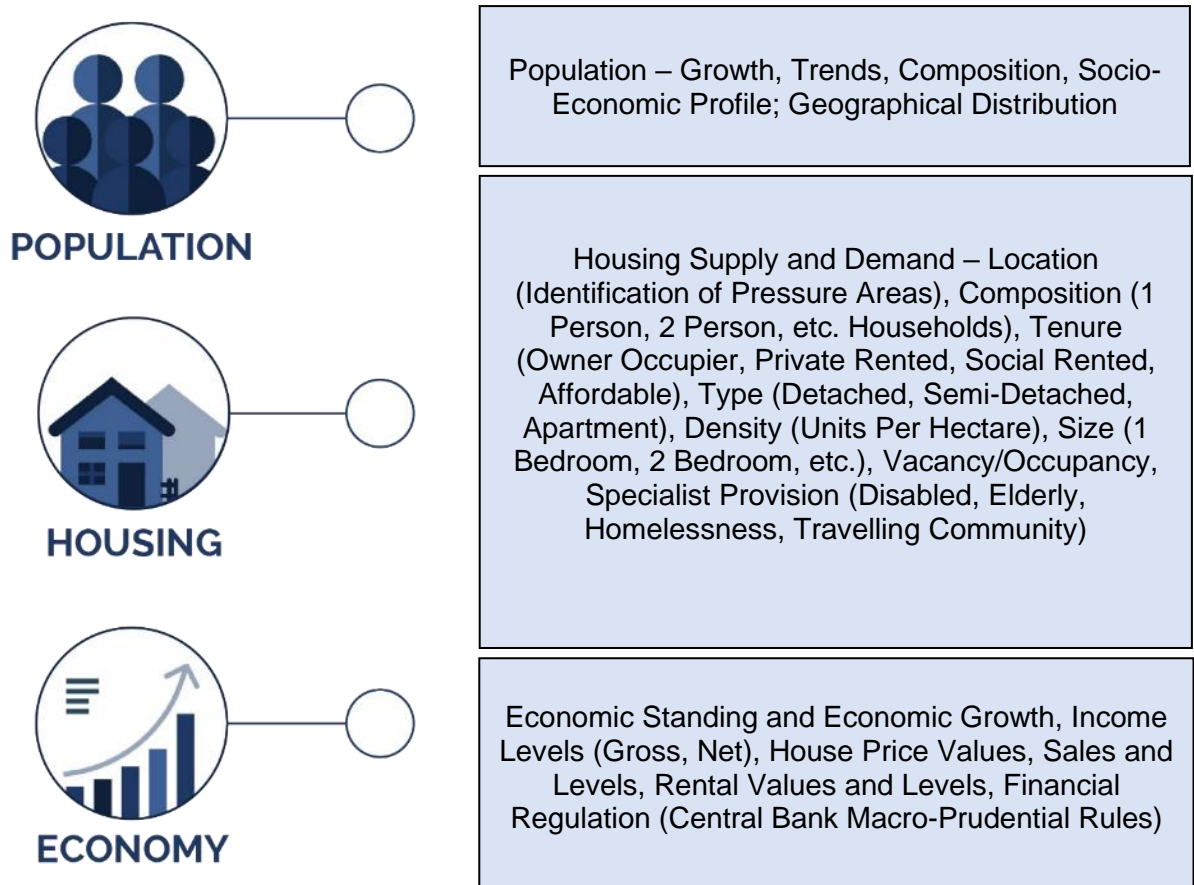 Population – Growth, Trends, Composition, Socio-
Economic Profile; Geographical Distribution
POPULATION
Housing Supply and Demand – Location
(Identification of Pressure Areas), Composition (1
Person, 2 Person, etc. Households), Tenure
(Owner Occupier, Private Rented, Social Rented,
Affordable), Type (Detached, Semi-Detached,
Apartment), Density (Units Per Hectare), Size (1
Bedroom, 2 Bedroom, etc.), Vacancy/Occupancy,
Specialist Provision (Disabled, Elderly,
Homelessness, Travelling Community)
HOUSING
Economic Standing and Economic Growth, Income
Levels (Gross, Net), House Price Values, Sales and
Levels, Rental Values and Levels, Financial
Regulation (Central Bank Macro-Prudential Rules)
ECONOMY